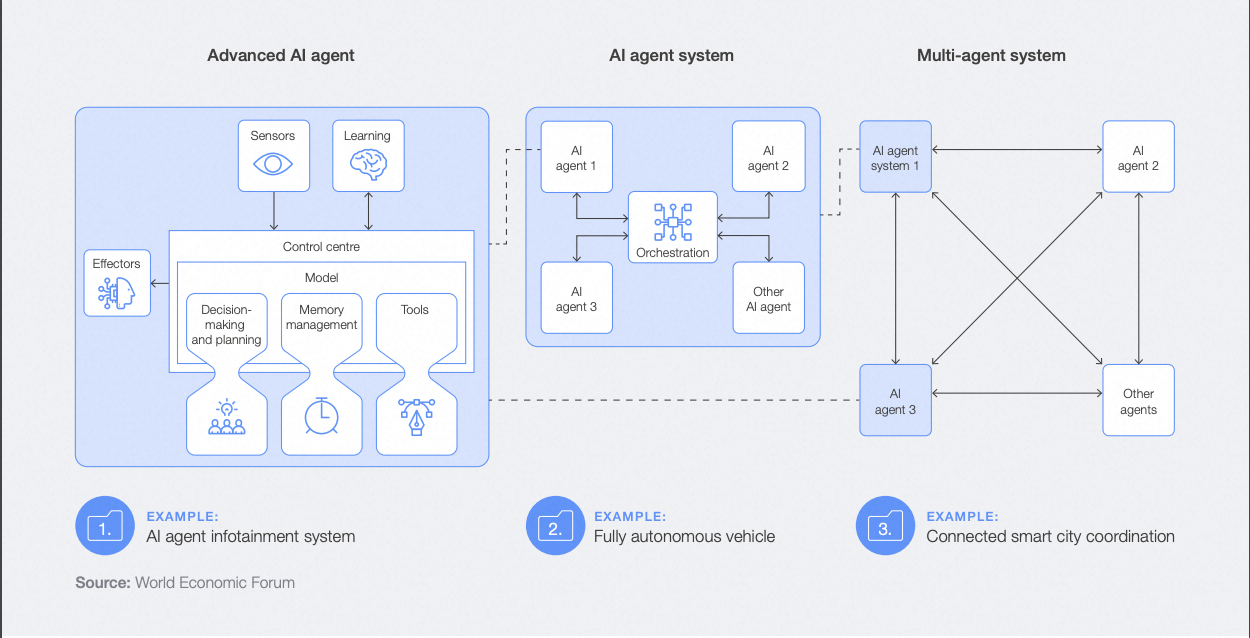 Advanced AI agent
AI agent system
Multi-agent system
Sensors
Learning
Control centre
Model
Effectors
Decision-
making
and planning
Memory
management
Tools
AI
agent 1
AI
agent 2
Orchestration
AI
agent 3
Other
AI agent
AI agent
system 1
AI
agent 2
AI
agent 3
Other
agents
1.
EXAMPLE:
AI agent infotainment system
2.
EXAMPLE:
Fully autonomous vehicle
3.
EXAMPLE:
Connected smart city coordination
Source: World Economic Forum